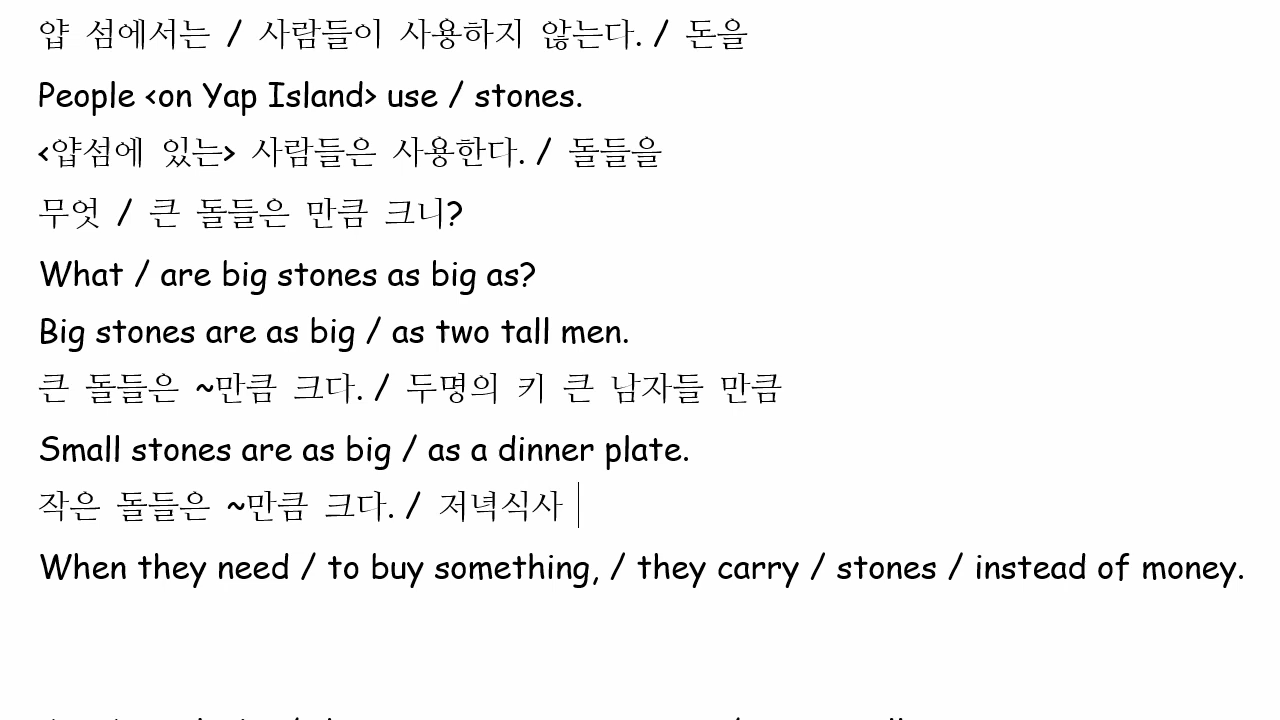 얍 섬에서는 / 사람들이 사용하지 않는다. / 돈을
People <on Yap Island> use / stones.
<얍섬에 있는> 사람들은 사용한다. / 돌들을
무엇 / 큰 돌들은 만큼 크니?
What / are big stones as big as?
Big stones are as big / as two tall men.
큰 돌들은 ~만큼 크다. / 두명의 키 큰 남자들 만큼
Small stones are as big / as a dinner plate.
작은 돌들은 ~만큼 크다. / 저녁식사
When they need / to buy something, / they carry / stones / instead of money.